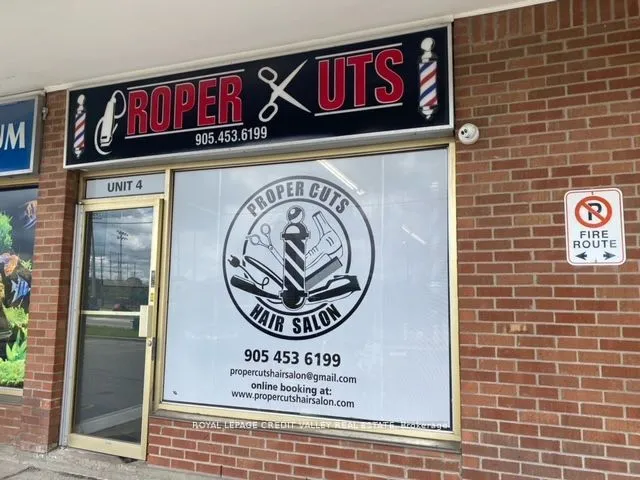 ROPER UTS
905.453.6199
UM
UNIT 4
PROPER CUTS
HAIR SALON
905 453 6199
propercutshairsalon@gmail.com
online booking at:
www.propercutshairsalon.com
P
FIRE
ROUTE
ROYAL LEPAGE CREDIT VALLEY REAL ESTATE, Brokerage